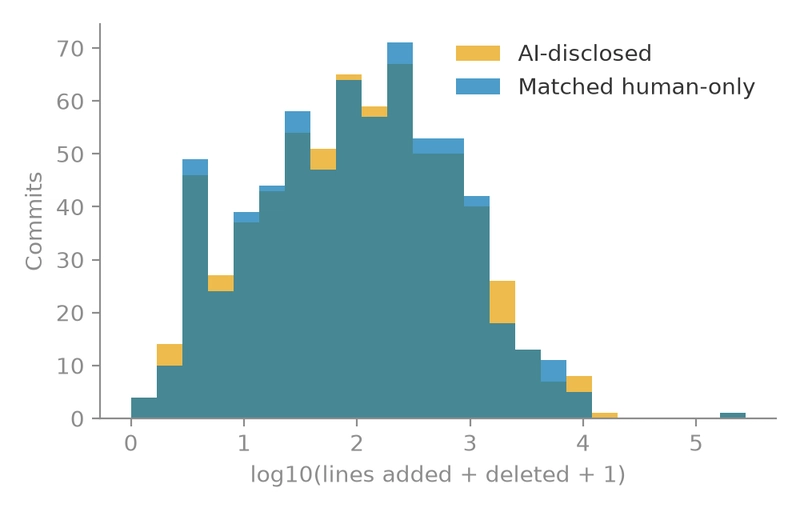 AI-disclosed
Matched human-only
Commits
70
60
50
40
30
20
10
0
0 1 2 3 4 5
log10(lines added + deleted + 1)